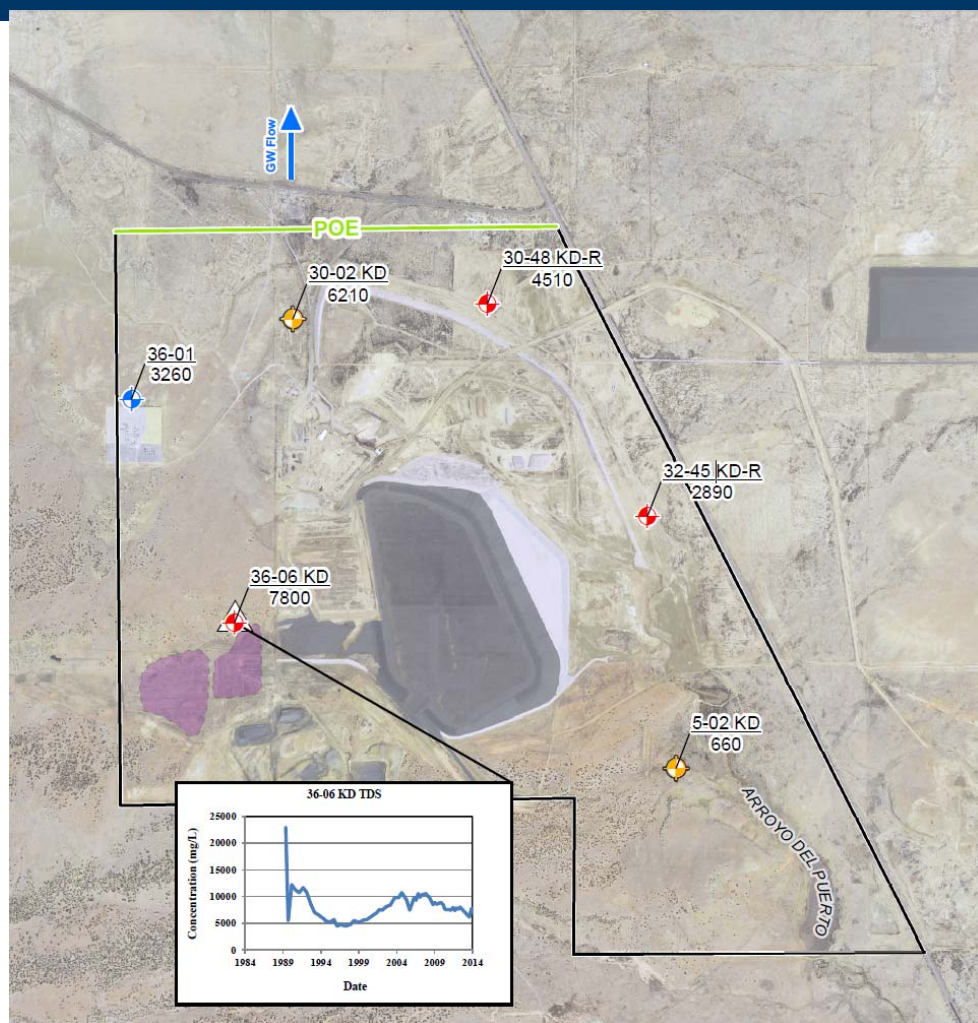 GW Flow
POE
30-48 KD-R
4510
30-02 KD
6210
36-01
3260
32-45 KD-R
2890
36-06 KD
7800
5-02 KD
660
ARROYO DEL PUERTO
36-06 KD TDS
Concentration (mg/L)
25000
20000
15000
10000
5000
0
1984
1989
1994
1999
2004
2009
2014
Date